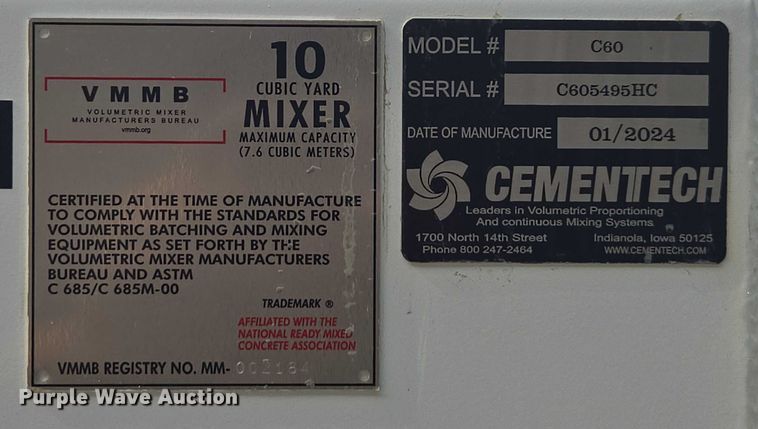 VMMB
VOLUMETRIC MIXER
MANUFACTURERS BUREAU
vmmb.org
10
CUBIC YARD
MIXER
MAXIMUM CAPACITY
(7.6 CUBIC METERS)
CERTIFIED AT THE TIME OF MANUFACTURE
TO COMPLY WITH THE STANDARDS FOR
VOLUMETRIC BATCHING AND MIXING
EQUIPMENT AS SET FORTH BY THE
VOLUMETRIC MIXER MANUFACTURERS
BUREAU AND ASTM
C 685/C 685M-00
TRADEMARK ®
AFFILIATED WITH THE
NATIONAL READY MIXED
CONCRETE ASSOCIATION
VMMB REGISTRY NO. MM- 002184
MODEL # C60
SERIAL # C605495HC
DATE OF MANUFACTURE 01/2024
CEMENTECH
Leaders in Volumetric Proportioning
And continuous Mixing Systems
1700 North 14th Street Indianola, Iowa 50125
Phone 800 247-2464 WWW.CEMENTECH.COM
Purple Wave Auction